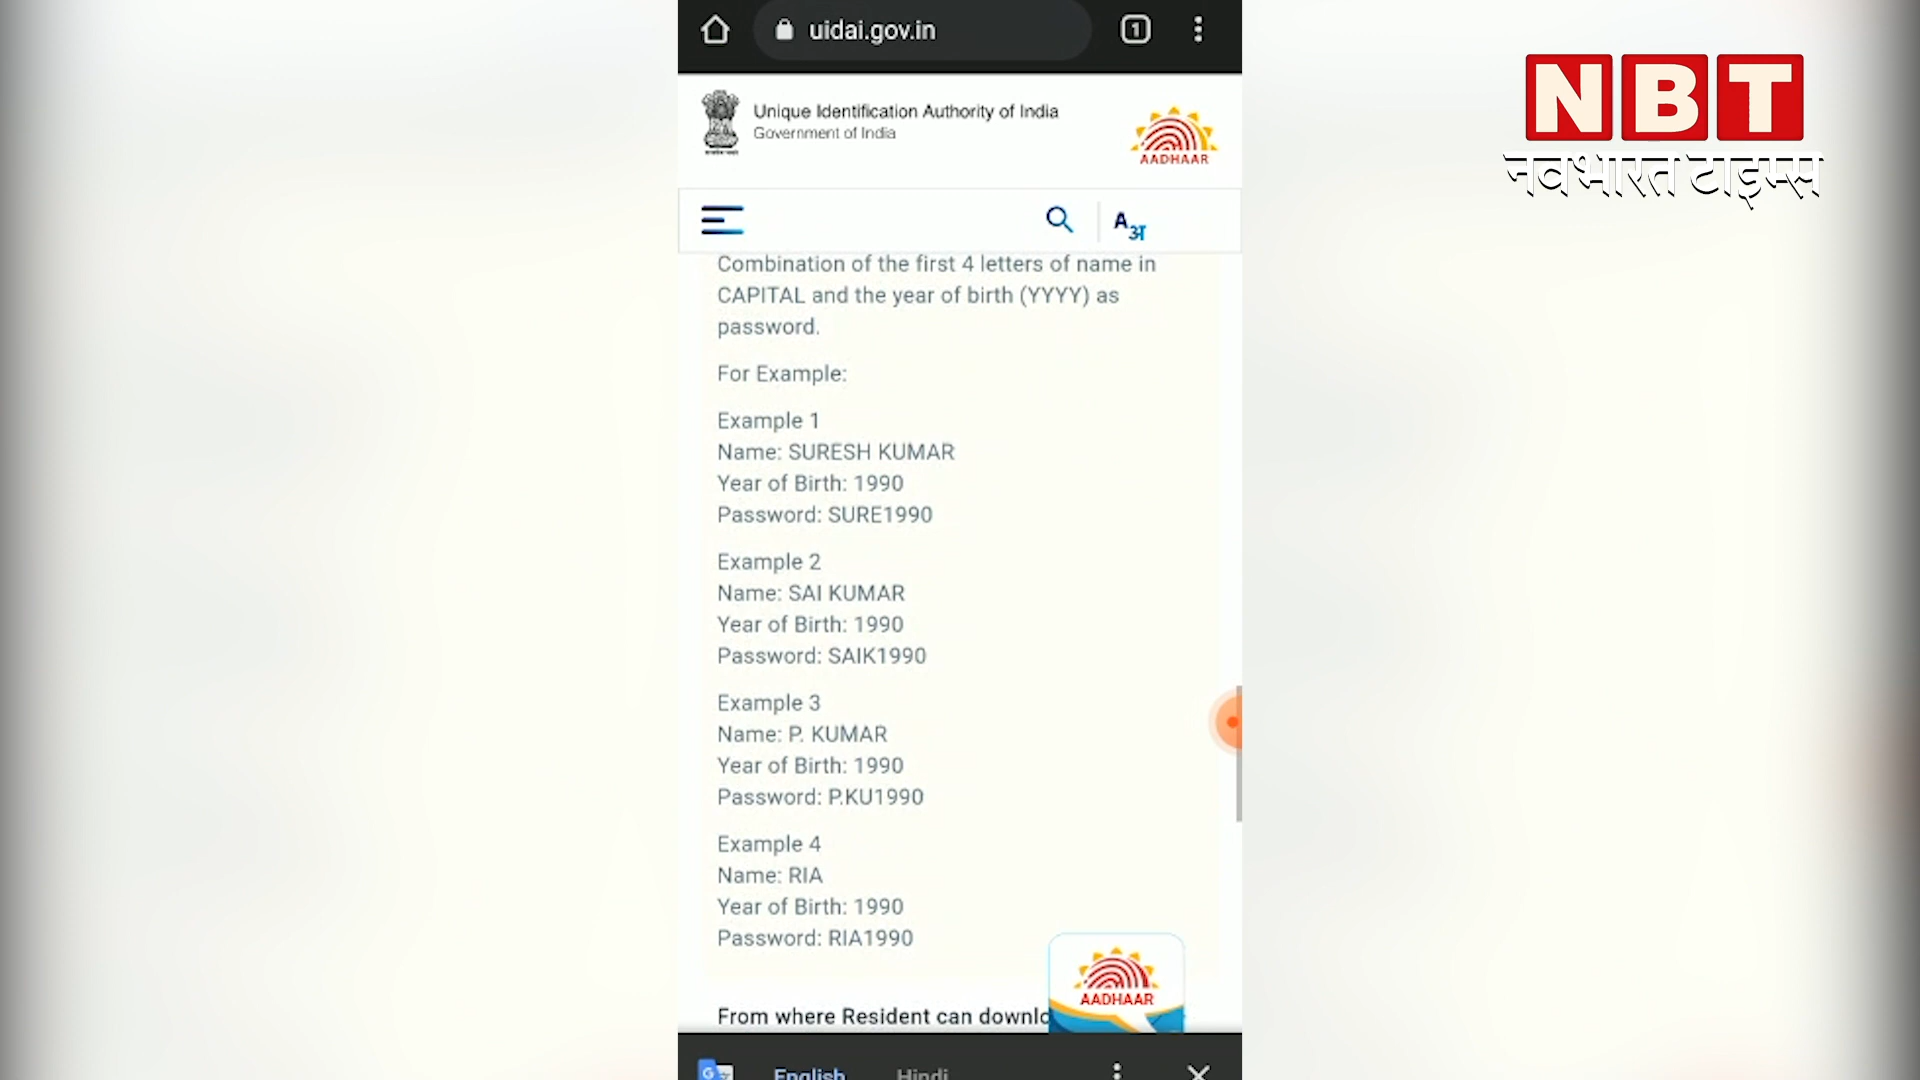 uidai.gov.in
1
NBT
नवभारत टाइम्स
Unique Identification Authority of India
Government of India
AADHAAR
A अ
Combination of the first 4 letters of name in
CAPITAL and the year of birth (YYYY) as
password.
For Example:
Example 1
Name: SURESH KUMAR
Year of Birth: 1990
Password: SURE1990
Example 2
Name: SAI KUMAR
Year of Birth: 1990
Password: SAIK1990
Example 3
Name: P. KUMAR
Year of Birth: 1990
Password: P.KU1990
Example 4
Name: RIA
Year of Birth: 1990
Password: RIA1990
AADHAAR
From where Resident can downlo
English
Hindi